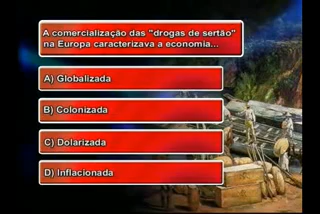 A comercialização das "drogas de sertão"
na Europa caracterizava a economia...
A) Globalizada
B) Colonizada
C) Dolarizada
D) Inflacionada